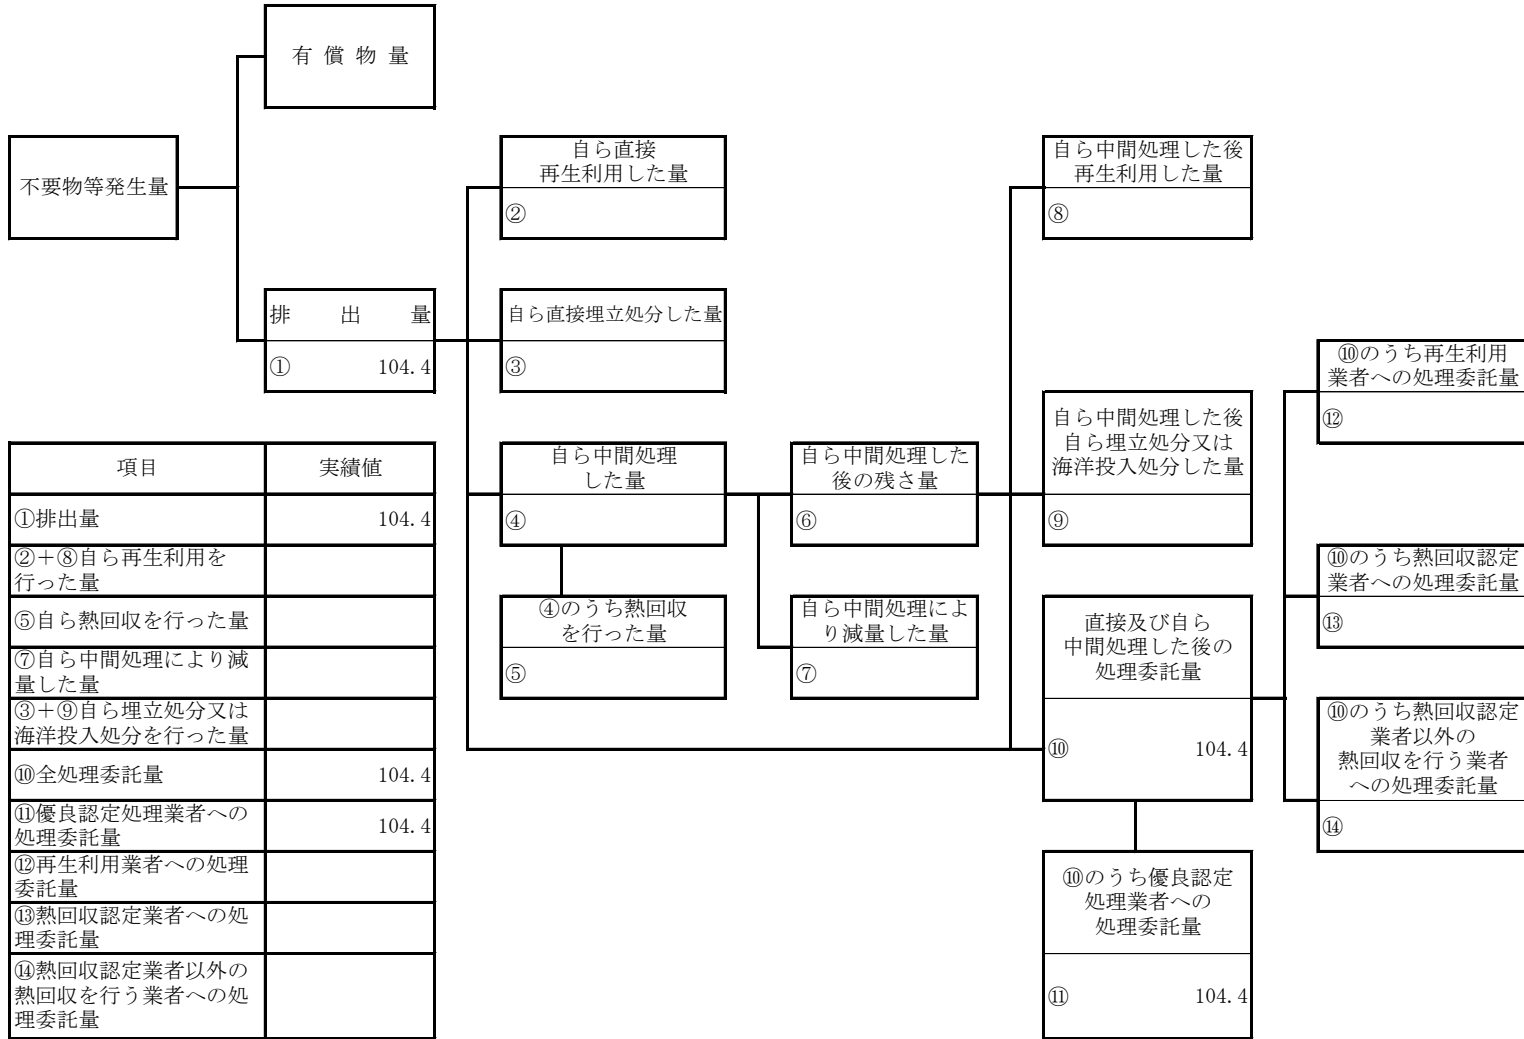 有償物量
不要物等発生量
排出量
① 104.4
自ら直接
再生利用した量
②
自ら直接埋立処分した量
③
自ら中間処理
した量
④
④のうち熱回収
を行った量
⑤
自ら中間処理した
後の残さ量
⑥
自ら中間処理によ
り減量した量
⑦
自ら中間処理した後
再生利用した量
⑧
自ら中間処理した後
自ら埋立処分又は
海洋投入処分した量
⑨
直接及び自ら
中間処理した後の
処理委託量
⑩ 104.4
⑩のうち優良認定
処理業者への
処理委託量
⑪ 104.4
⑩のうち再生利用
業者への処理委託量
⑫
⑩のうち熱回収認定
業者への処理委託量
⑬
⑩のうち熱回収認定
業者以外の
熱回収を行う業者
への処理委託量
⑭
項目 実績値
①排出量 104.4
②+⑧自ら再生利用を
行った量
⑤自ら熱回収を行った量
⑦自ら中間処理により減
量した量
③+⑨自ら埋立処分又は
海洋投入処分を行った量
⑩全処理委託量 104.4
⑪優良認定処理業者への
処理委託量 104.4
⑫再生利用業者への処理
委託量
⑬熱回収認定業者への処
理委託量
⑭熱回収認定業者以外の
熱回収を行う業者への処
理委託量